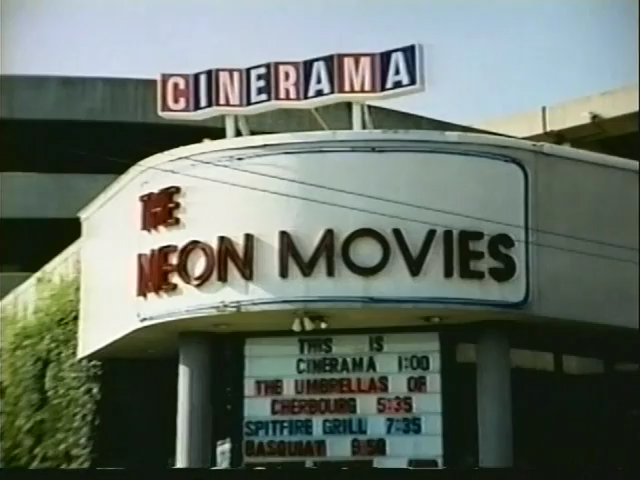 CINERAMA
THE
NEON MOVIES
THIS IS
CINERAMA 1:00
THE UMBRELLAS OF
CHERBOURG 5:35
SPITFIRE GRILL 7:35
BASQUIAT 9:50